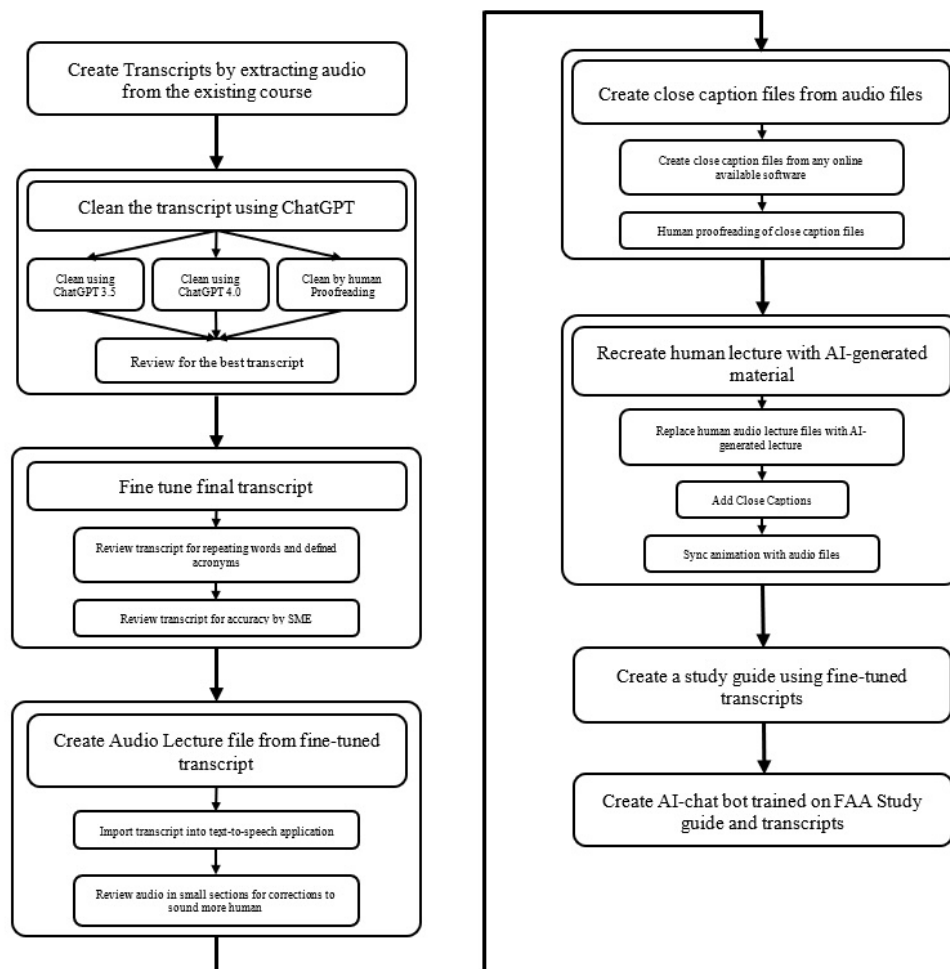 Create Transcripts by extracting audio
from the existing course
Clean the transcript using ChatGPT
Clean using
ChatGPT 3.5
Clean using
ChatGPT 4.0
Clean by human
Proofreading
Review for the best transcript
Fine tune final transcript
Review transcript for repeating words and defined
acronyms
Review transcript for accuracy by SME
Create Audio Lecture file from fine-tuned
transcript
Import transcript into text-to-speech application
Review audio in small sections for corrections to
sound more human
Create close caption files from audio files
Create close caption files from any online
available software
Human proofreading of close caption files
Recreate human lecture with AI-generated
material
Replace human audio lecture files with AI-
generated lecture
Add Close Captions
Sync animation with audio files
Create a study guide using fine-tuned
transcripts
Create AI-chat bot trained on FAA Study
guide and transcripts